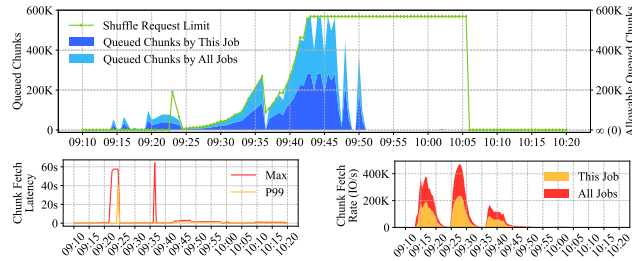 600K
400K
200K
0
Queued Chunks
Shuffle Request Limit
Queued Chunks by This Job
Queued Chunks by All Jobs
600K
400K
200K
∞ (0)
Allowable Queued Chunks
09:10 09:15 09:20 09:25 09:30 09:35 09:40 09:45 09:50 09:55 10:00 10:05 10:10 10:15 10:20
60s
40s
20s
0
Chunk Fetch
Latency
Max
P99
09:10 09:15 09:20 09:25 09:30 09:35 09:40 09:45 09:50 09:55 10:00 10:05 10:10 10:15 10:20
400K
200K
0
Chunk Fetch
Rate (IO/s)
This Job
All Jobs
09:10 09:15 09:20 09:25 09:30 09:35 09:40 09:45 09:50 09:55 10:00 10:05 10:10 10:15 10:20